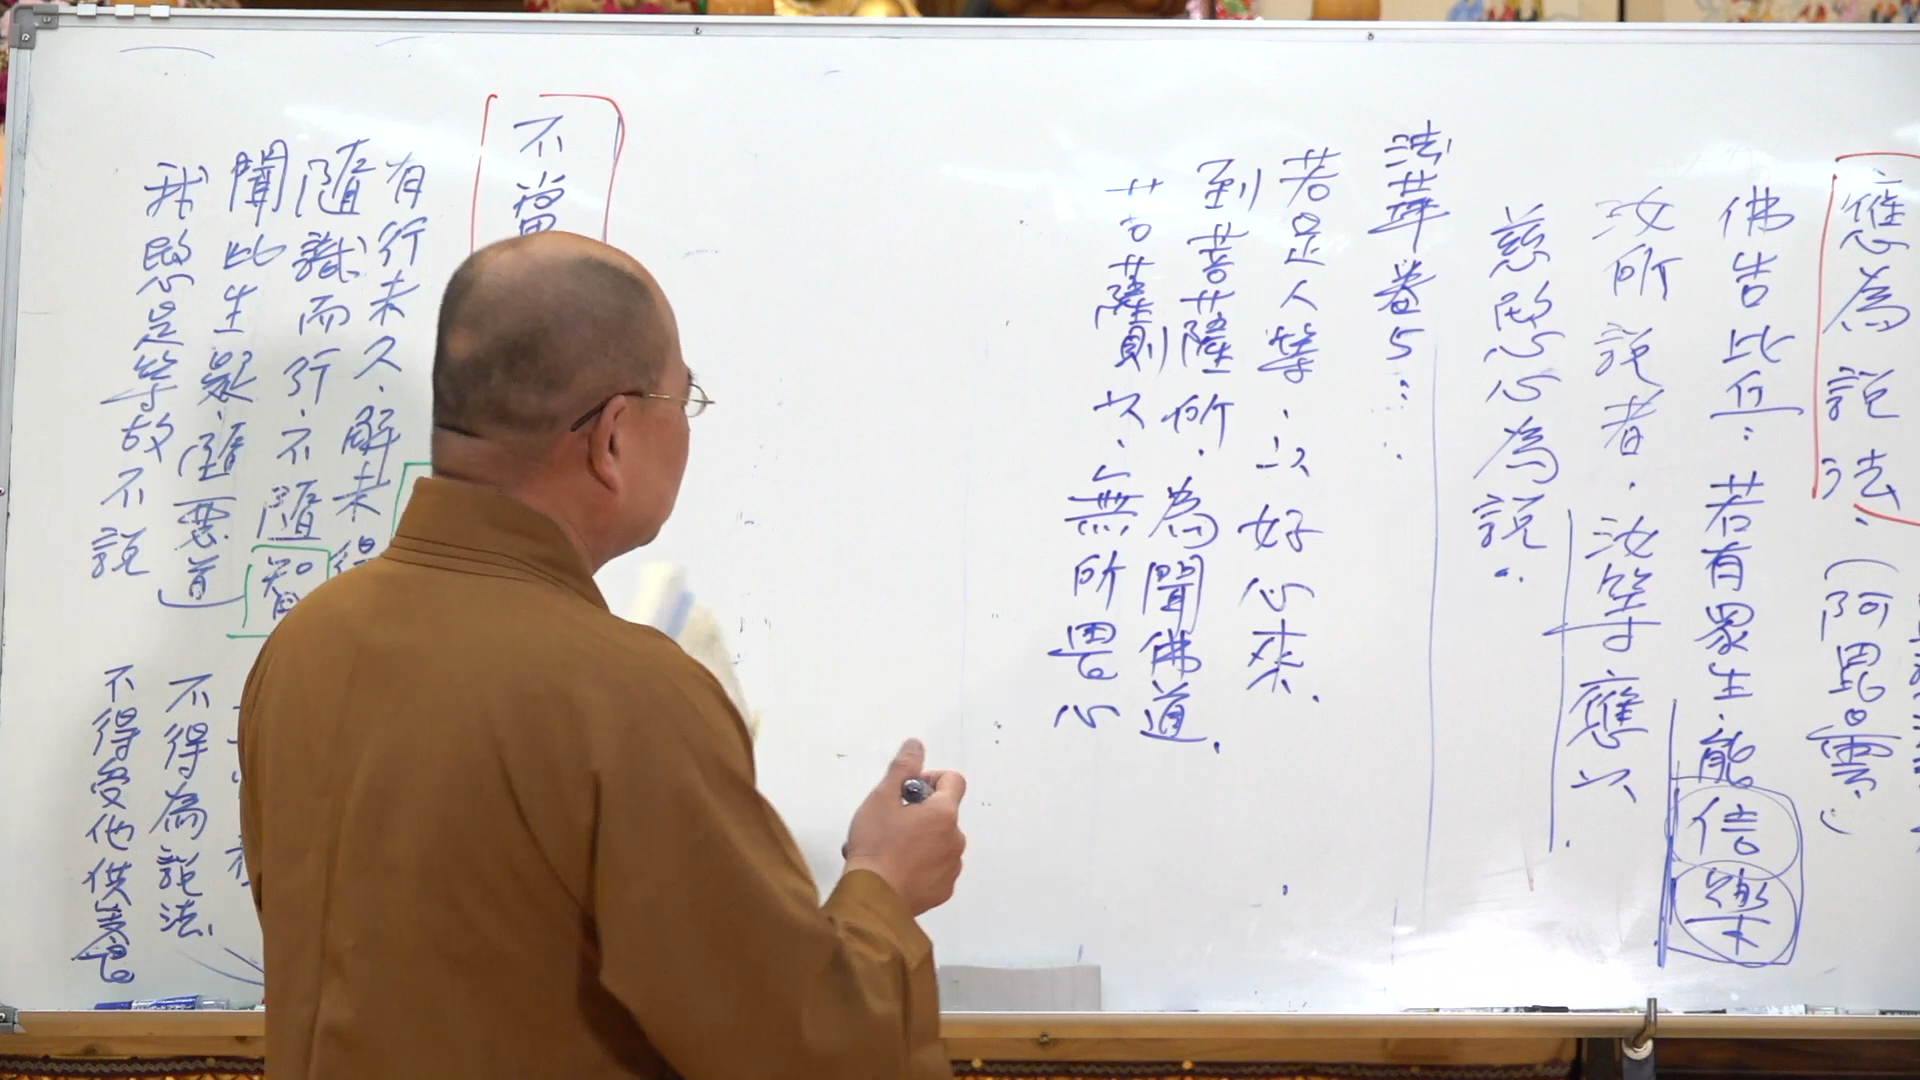 應為說法.(阿毘曇)
佛告比丘:若有眾生.能信樂
汝所說者.汝等應以
慈愍心為說.
法華卷5:
若是人等.以好心來.
到菩薩所.為聞佛道.
菩薩則以.無所畏心
不當
有行未久.解未得
隨識而行不隨智
聞此生疑.墮惡道
我愍是等故不說
不得為說法.
不得受他供養